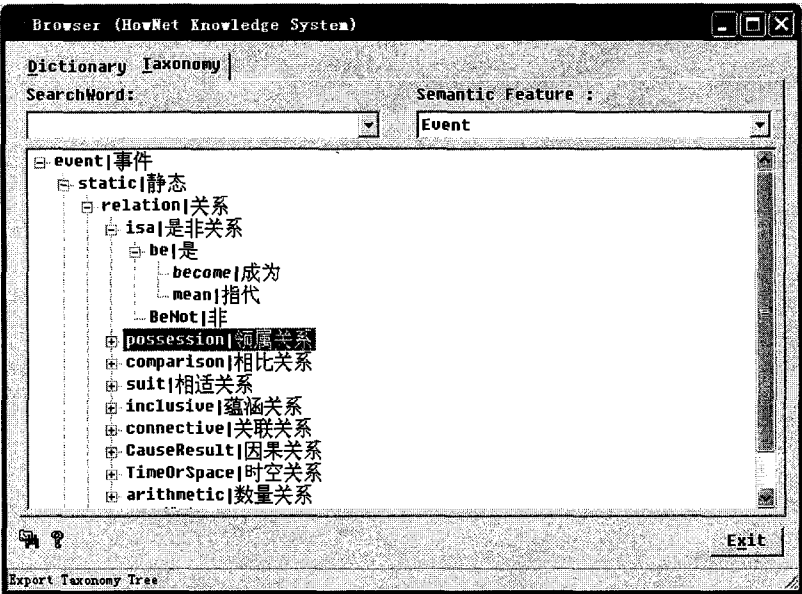 Browser (HowNet Knowledge System)
Dictionary Taxonomy
SearchWord: Semantic Feature :
Event
event|事件
static|静态
relation|关系
isa|是非关系
be|是
become|成为
mean|指代
BeNot|非
possession|领属关系
comparison|相比关系
suit|相适关系
inclusive|蕴涵关系
connective|关联关系
CauseResult|因果关系
TimeOrSpace|时空关系
arithmetic|数量关系
Exit
Export Taxonomy Tree